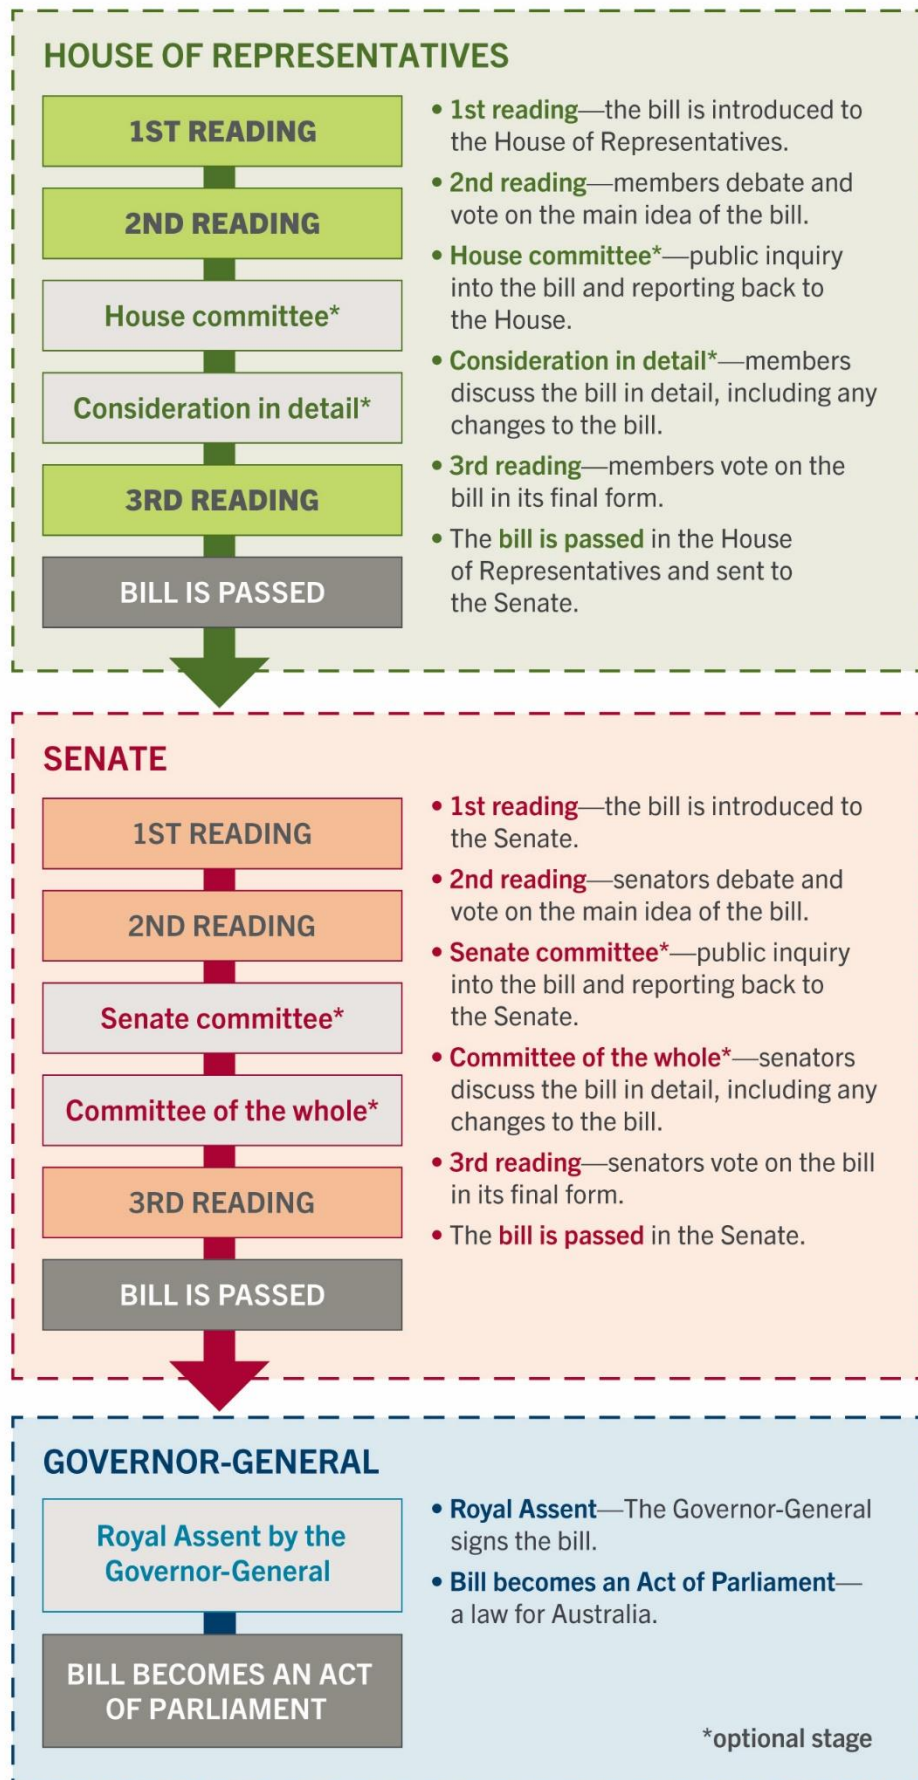 HOUSE OF REPRESENTATIVES
1ST READING
2ND READING
House committee*
Consideration in detail*
3RD READING
BILL IS PASSED
• 1st reading—the bill is introduced to
the House of Representatives.
• 2nd reading—members debate and
vote on the main idea of the bill.
• House committee*—public inquiry
into the bill and reporting back to
the House.
• Consideration in detail*—members
discuss the bill in detail, including any
changes to the bill.
• 3rd reading—members vote on the
bill in its final form.
• The bill is passed in the House
of Representatives and sent to
the Senate.
SENATE
1ST READING
2ND READING
Senate committee*
Committee of the whole*
3RD READING
BILL IS PASSED
• 1st reading—the bill is introduced to
the Senate.
• 2nd reading—senators debate and
vote on the main idea of the bill.
• Senate committee*—public inquiry
into the bill and reporting back to
the Senate.
• Committee of the whole*—senators
discuss the bill in detail, including any
changes to the bill.
• 3rd reading—senators vote on the bill
in its final form.
• The bill is passed in the Senate.
GOVERNOR-GENERAL
Royal Assent by the
Governor-General
BILL BECOMES AN ACT
OF PARLIAMENT
• Royal Assent—The Governor-General
signs the bill.
• Bill becomes an Act of Parliament—
a law for Australia.
*optional stage